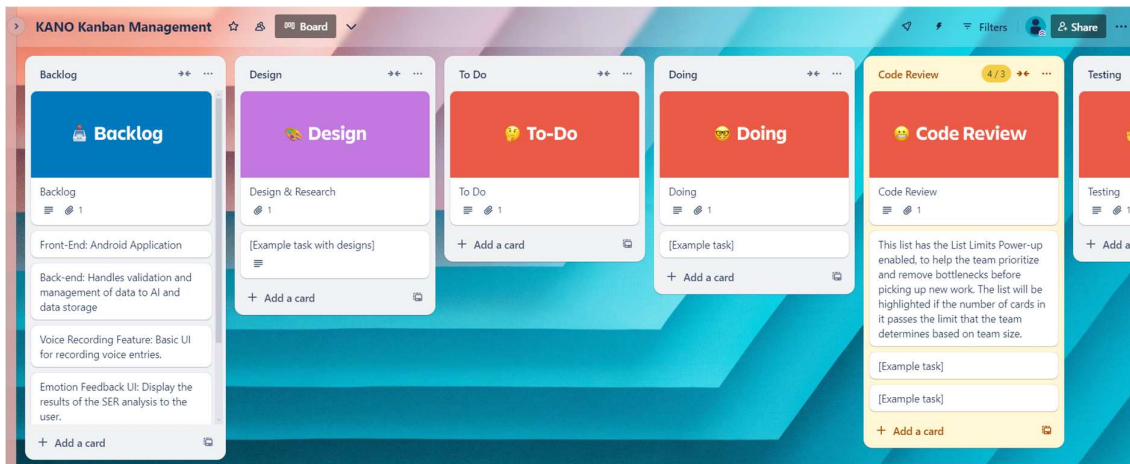 KANO Kanban Management
Board
Filters
Share
Backlog
Backlog
Backlog
1
Front-End: Android Application
Back-end: Handles validation and
management of data to AI and
data storage
Voice Recording Feature: Basic UI
for recording voice entries.
Emotion Feedback UI: Display the
results of the SER analysis to the
user.
+ Add a card
Design
Design
Design & Research
1
[Example task with designs]
+ Add a card
To Do
To-Do
To Do
1
+ Add a card
Doing
Doing
Doing
1
[Example task]
+ Add a card
Code Review
4 / 3
Code Review
Code Review
1
This list has the List Limits Power-up
enabled, to help the team prioritize
and remove bottlenecks before
picking up new work. The list will be
highlighted if the number of cards in
it passes the limit that the team
determines based on team size.
[Example task]
[Example task]
+ Add a card
Testing
Testing
1
+ Add a